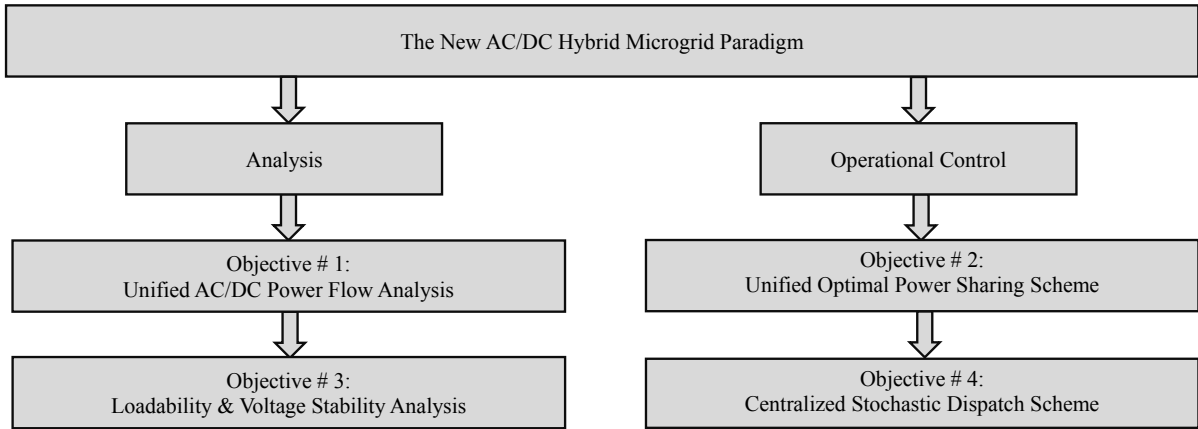 The New AC/DC Hybrid Microgrid Paradigm
Analysis
Operational Control
Objective # 1:
Unified AC/DC Power Flow Analysis
Objective # 2:
Unified Optimal Power Sharing Scheme
Objective # 3:
Loadability & Voltage Stability Analysis
Objective # 4:
Centralized Stochastic Dispatch Scheme